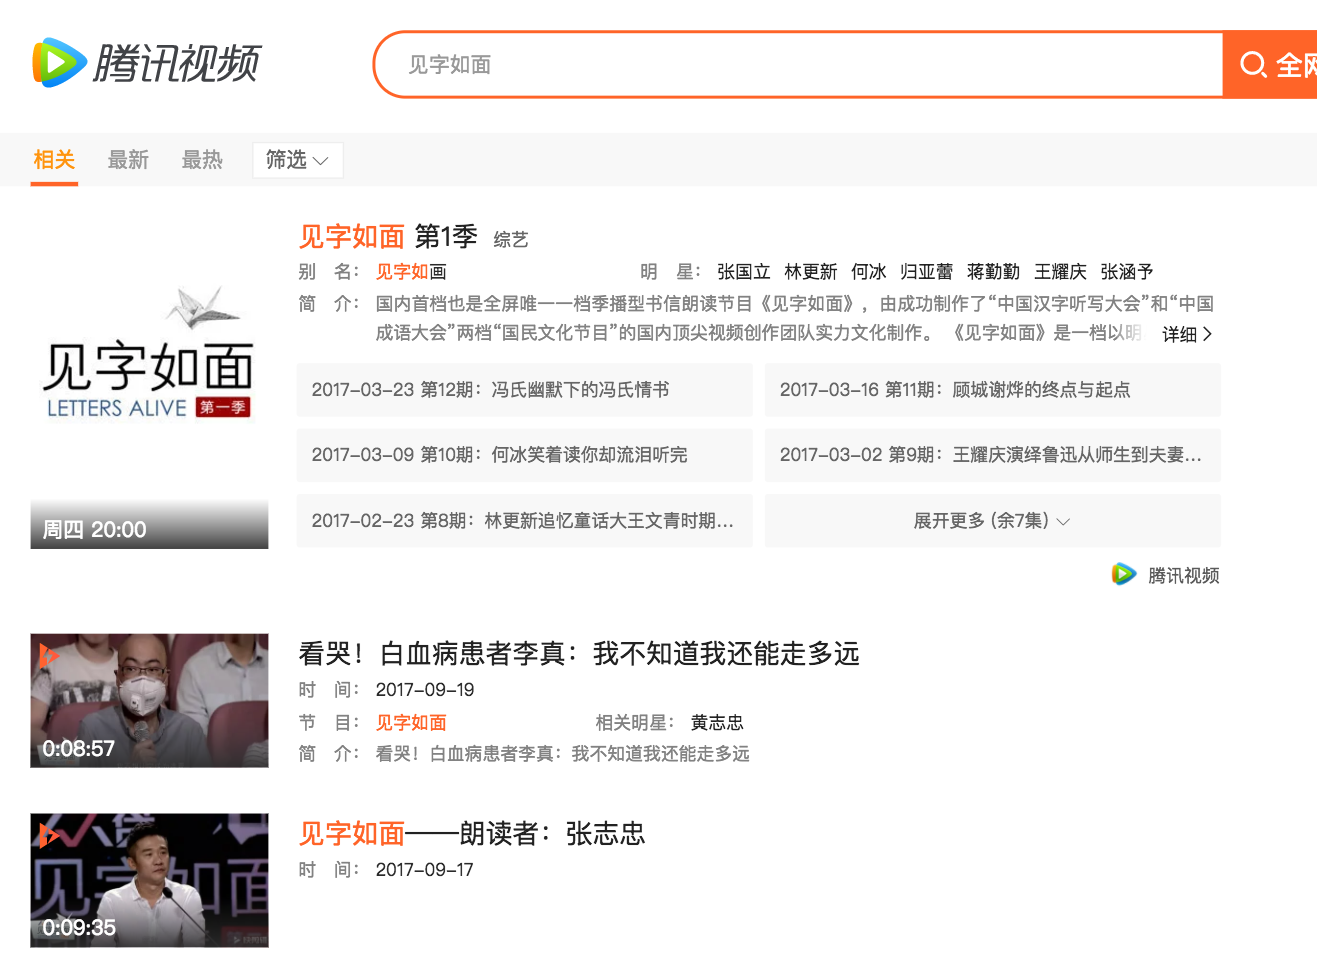 腾讯视频
见字如面
全网
相关 最新 最热 筛选
见字如面 第1季 综艺
别 名： 见字如画 明 星： 张国立 林更新 何冰 归亚蕾 蒋勤勤 王耀庆 张涵予
简 介： 国内首档也是全屏唯一一档季播型书信朗读节目《见字如面》，由成功制作了“中国汉字听写大会”和“中国
成语大会”两档“国民文化节目”的国内顶尖视频创作团队实力文化制作。 《见字如面》是一档以明 详细
见字如面
LETTERS ALIVE 第一季
周四 20:00
2017-03-23 第12期：冯氏幽默下的冯氏情书
2017-03-16 第11期：顾城谢烨的终点与起点
2017-03-09 第10期：何冰笑着读你却流泪听完
2017-03-02 第9期：王耀庆演绎鲁迅从师生到夫妻...
2017-02-23 第8期：林更新追忆童话大王文青时期...
展开更多 (余7集)
腾讯视频
看哭！白血病患者李真：我不知道我还能走多远
时 间： 2017-09-19
节 目： 见字如面 相关明星： 黄志忠
简 介： 看哭！白血病患者李真：我不知道我还能走多远
0:08:57
见字如面——朗读者：张志忠
时 间： 2017-09-17
见字如面
0:09:35